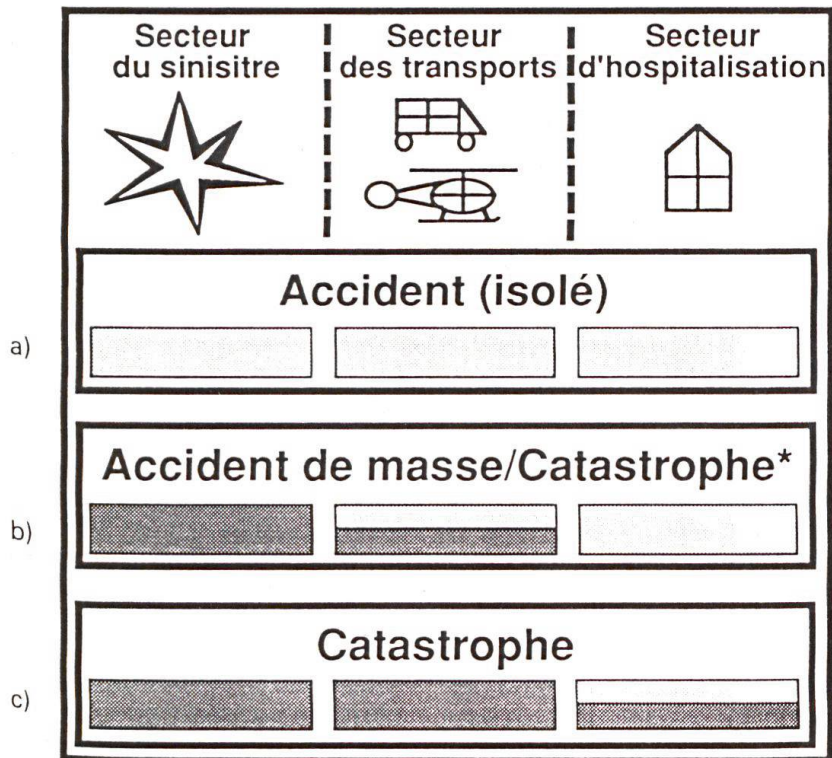 Secteur
du sinisitre
Secteur
des transports
Secteur
d'hospitalisation
a)
Accident (isolé)
b)
Accident de masse/Catastrophe*
c)
Catastrophe